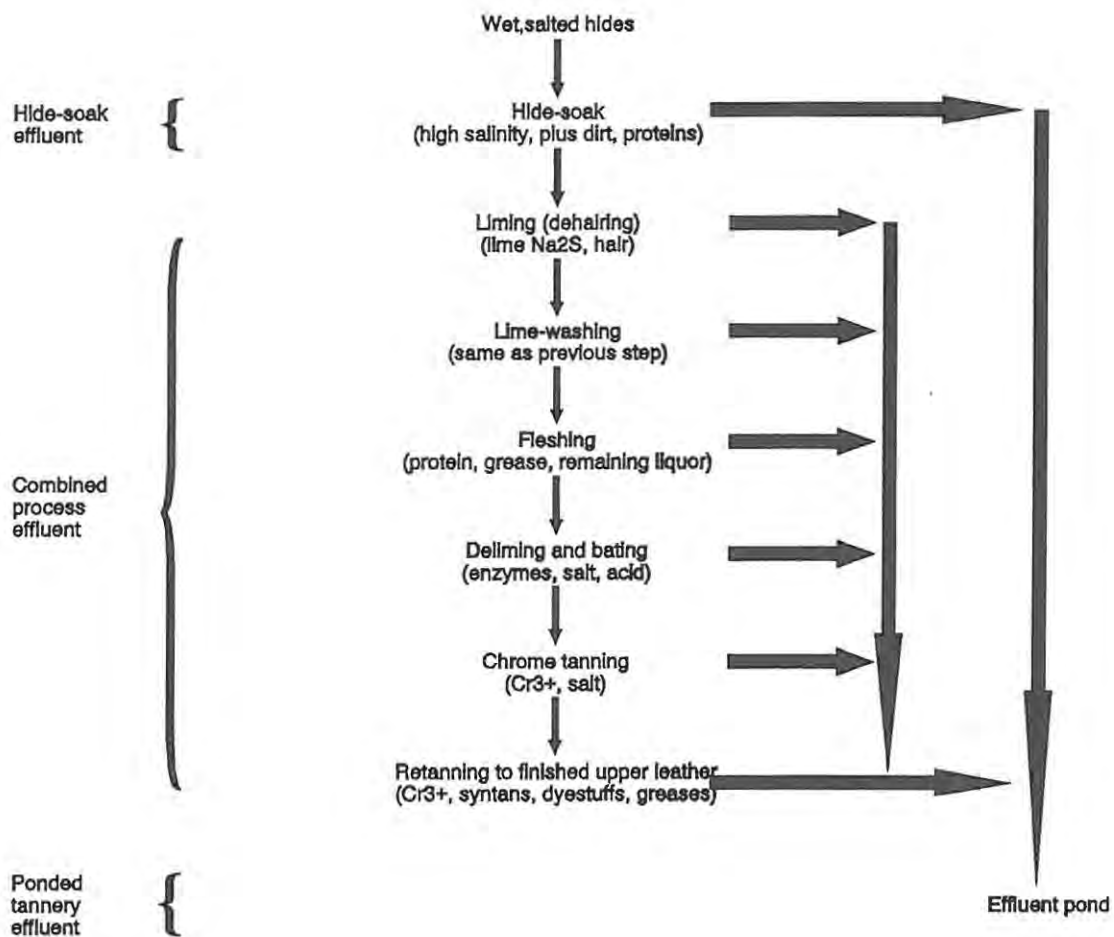 Wet,salted hides
Hide-soak
effluent
Hide-soak
(high salinity, plus dirt, proteins)
Liming (dehairing)
(lime Na2S, hair)
Lime-washing
(same as previous step)
Fleshing
(protein, grease, remaining liquor)
Combined
process
effluent
Deliming and bating
(enzymes, salt, acid)
Chrome tanning
(Cr3+, salt)
Retanning to finished upper leather
(Cr3+, syntans, dyestuffs, greases)
Ponded
tannery
effluent
Effluent pond